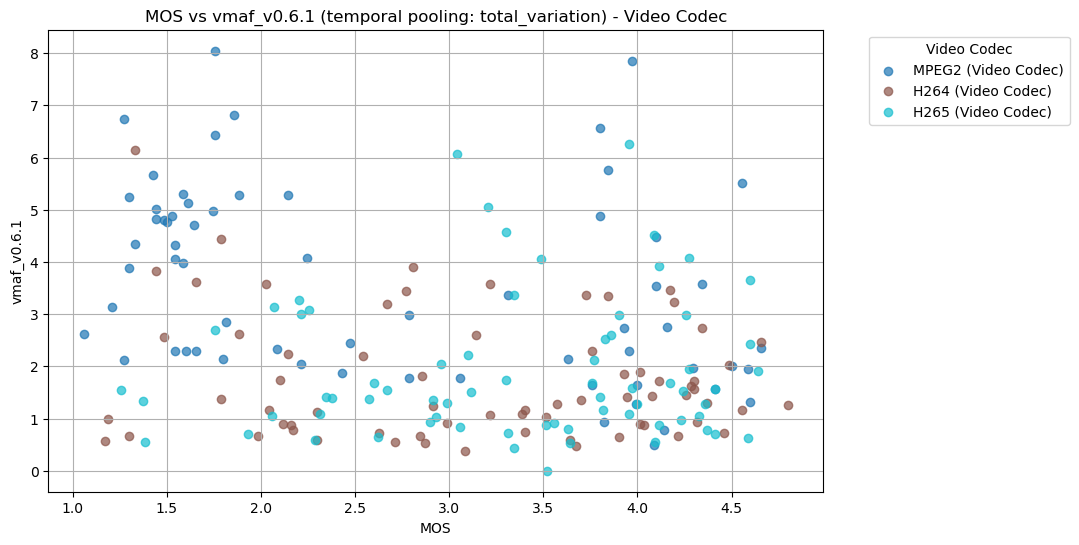 MOS vs vmaf_v0.6.1 (temporal pooling: total_variation) - Video Codec
Video Codec
MPEG2 (Video Codec)
H264 (Video Codec)
H265 (Video Codec)
vmaf_v0.6.1
8
7
6
5
4
3
2
1
0
1.0 1.5 2.0 2.5 3.0 3.5 4.0 4.5
MOS